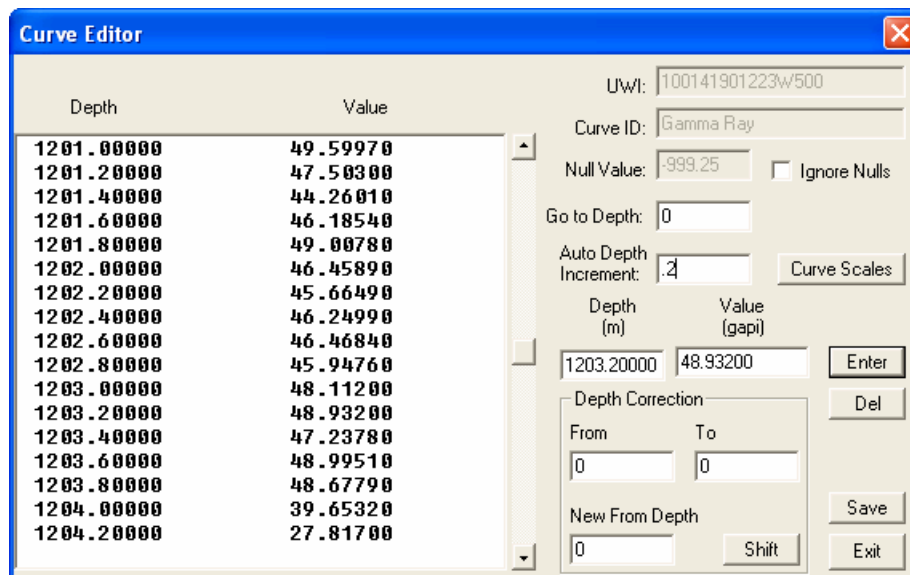 Curve Editor
Depth Value
1201.00000 49.59970
1201.20000 47.50300
1201.40000 44.26010
1201.60000 46.18540
1201.80000 49.00780
1202.00000 46.45890
1202.20000 45.66490
1202.40000 46.24990
1202.60000 46.46840
1202.80000 45.94760
1203.00000 48.11200
1203.20000 48.93200
1203.40000 47.23780
1203.60000 48.99510
1203.80000 48.67790
1204.00000 39.65320
1204.20000 27.81700
UWI: 100141901223W500
Curve ID: Gamma Ray
Null Value: -999.25 Ignore Nulls
Go to Depth: 0
Auto Depth
Increment: .2 Curve Scales
Depth Value
(m) (gapi)
1203.20000 48.93200 Enter
Depth Correction Del
From To
0 0
New From Depth Save
0 Shift Exit